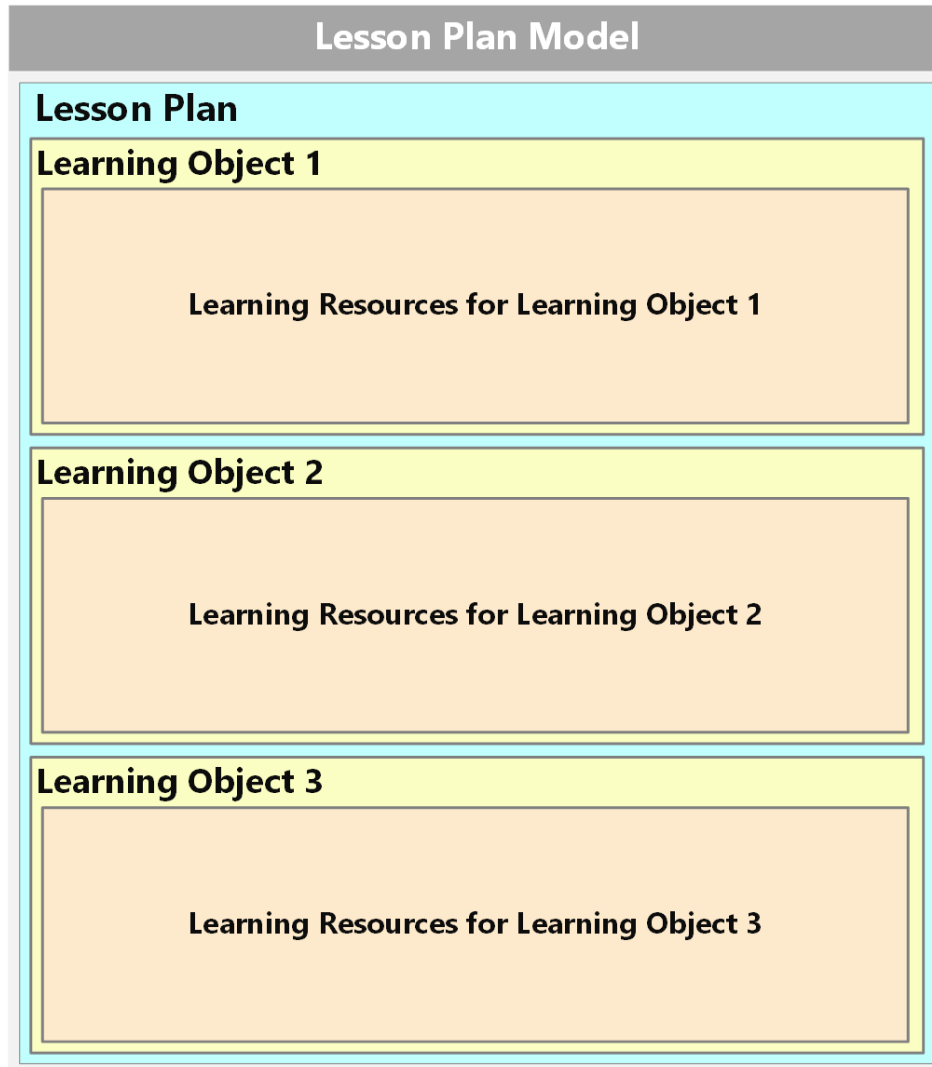 Lesson Plan Model
Lesson Plan
Learning Object 1
Learning Resources for Learning Object 1
Learning Object 2
Learning Resources for Learning Object 2
Learning Object 3
Learning Resources for Learning Object 3